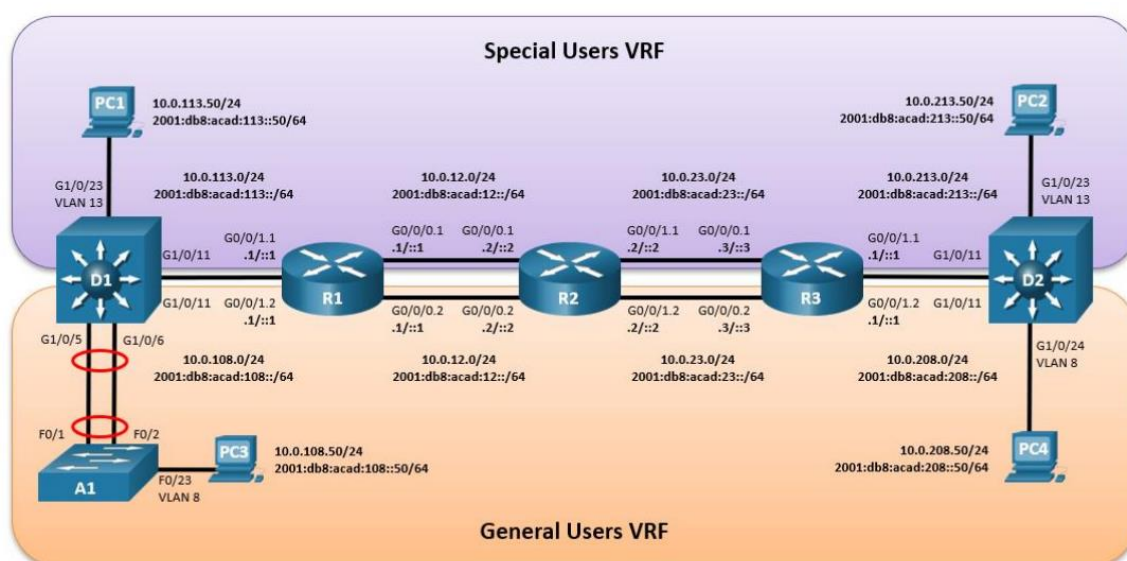 Special Users VRF
PC1
10.0.113.50/24
2001:db8:acad:113::50/64
10.0.213.50/24
2001:db8:acad:213::50/64
PC2
G1/0/23
VLAN 13
10.0.113.0/24
2001:db8:acad:113::/64
10.0.12.0/24
2001:db8:acad:12::/64
10.0.23.0/24
2001:db8:acad:23::/64
10.0.213.0/24
2001:db8:acad:213::/64
G1/0/23
VLAN 13
D1
G1/0/11
G0/0/1.1
.1/::1
R1
G0/0/0.1
.1/::1
G0/0/0.1
.2/::2
R2
G0/0/1.1
.2/::2
G0/0/0.1
.3/::3
R3
G0/0/1.1
.1/::1
G1/0/11
D2
G1/0/11
G0/0/1.2
.1/::1
G0/0/0.2
.1/::1
G0/0/0.2
.2/::2
G0/0/1.2
.2/::2
G0/0/0.2
.3/::3
G0/0/1.2
.1/::1
G1/0/11
G1/0/5
G1/0/6
10.0.108.0/24
2001:db8:acad:108::/64
10.0.12.0/24
2001:db8:acad:12::/64
10.0.23.0/24
2001:db8:acad:23::/64
10.0.208.0/24
2001:db8:acad:208::/64
G1/0/24
VLAN 8
F0/1
F0/2
A1
F0/23
VLAN 8
PC3
10.0.108.50/24
2001:db8:acad:108::50/64
10.0.208.50/24
2001:db8:acad:208::50/64
PC4
General Users VRF